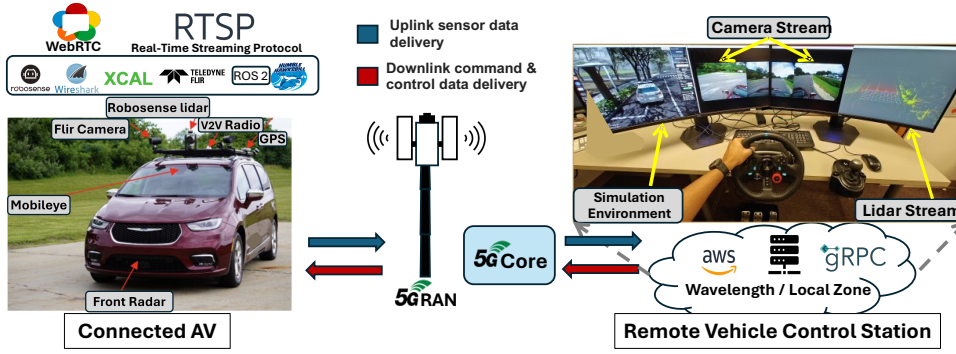 WebRTC
RTSP
Real-Time Streaming Protocol
robosense
Wireshark
XCAL
TELEDYNE
FLIR
ROS 2
HUMBLE
HAWKSBILL
Uplink sensor data
delivery
Downlink command &
control data delivery
Camera Stream
Robosense lidar
Flir Camera
V2V Radio
GPS
Mobileye
Front Radar
Simulation
Environment
Lidar Stream
5G Core
5G RAN
aws
gRPC
Wavelength / Local Zone
Connected AV
Remote Vehicle Control Station